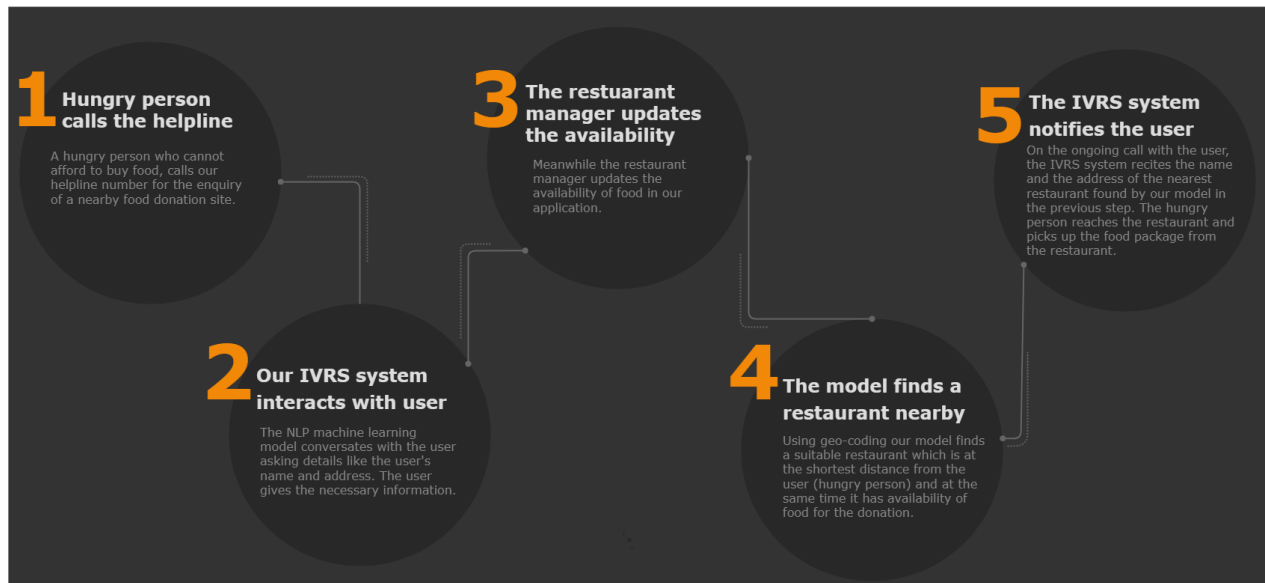 1
Hungry person
calls the helpline
A hungry person who cannot
afford to buy food, calls our
helpline number for the enquiry
of a nearby food donation site.
2
Our IVRS system
interacts with user
The NLP machine learning
model conversates with the user
asking details like the user's
name and address. The user
gives the necessary information.
3
The restuarant
manager updates
the availability
Meanwhile the restaurant
manager updates the
availability of food in our
application.
4
The model finds a
restaurant nearby
Using geo-coding our model finds
a suitable restaurant which is at
the shortest distance from the
user (hungry person) and at the
same time it has availability of
food for the donation.
5
The IVRS system
notifies the user
On the ongoing call with the user,
the IVRS system recites the name
and the address of the nearest
restaurant found by our model in
the previous step. The hungry
person reaches the restaurant and
picks up the food package from
the restaurant.